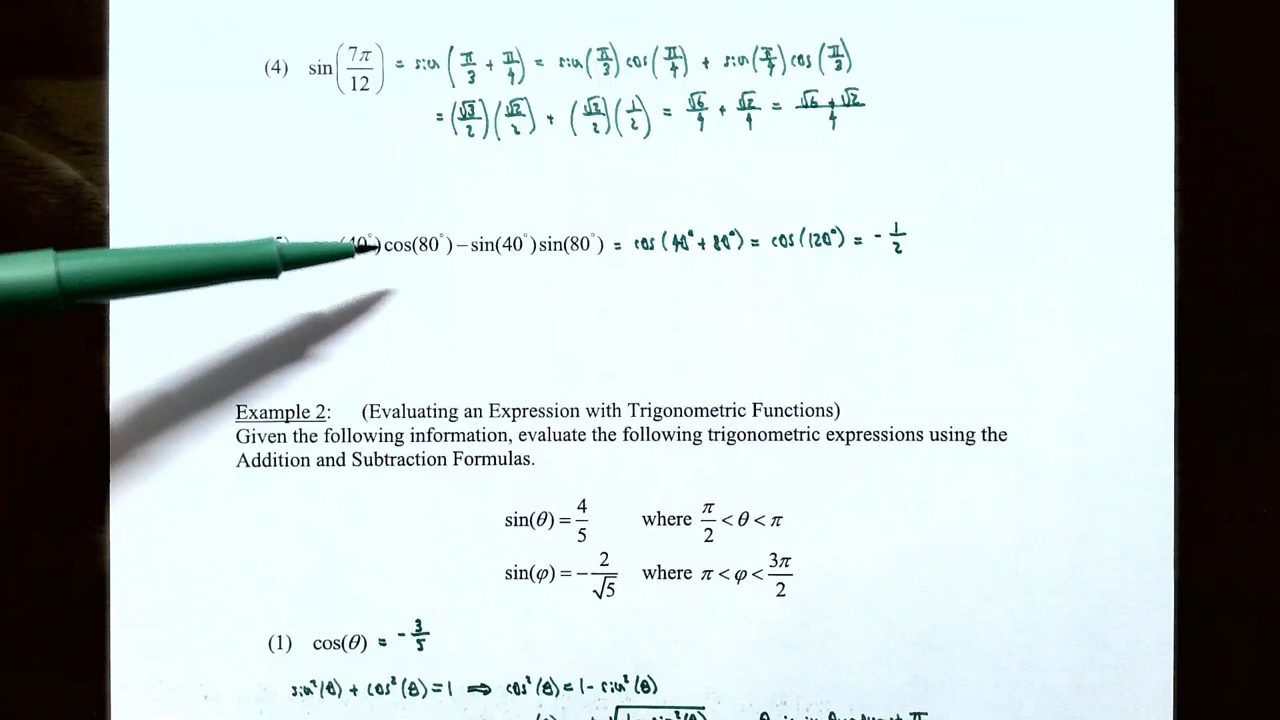 (4) sin(7π/12) = sin(π/3 + π/4) = sin(π/3) cos(π/4) + sin(π/4) cos(π/3)
= (√3/2)(√2/2) + (√2/2)(1/2) = √6/4 + √2/4 = (√6 + √2)/4
cos(80°)−sin(40°)sin(80°) = cos(40° + 80°) = cos(120°) = - 1/2
Example 2: (Evaluating an Expression with Trigonometric Functions)
Given the following information, evaluate the following trigonometric expressions using the
Addition and Subtraction Formulas.
sin(θ) = 4/5 where π/2 < θ < π
sin(φ) = −2/√5 where π < φ < 3π/2
(1) cos(θ) = - 3/5
sin²(θ) + cos²(θ) = 1 ⟹ cos²(θ) = 1 - sin²(θ)